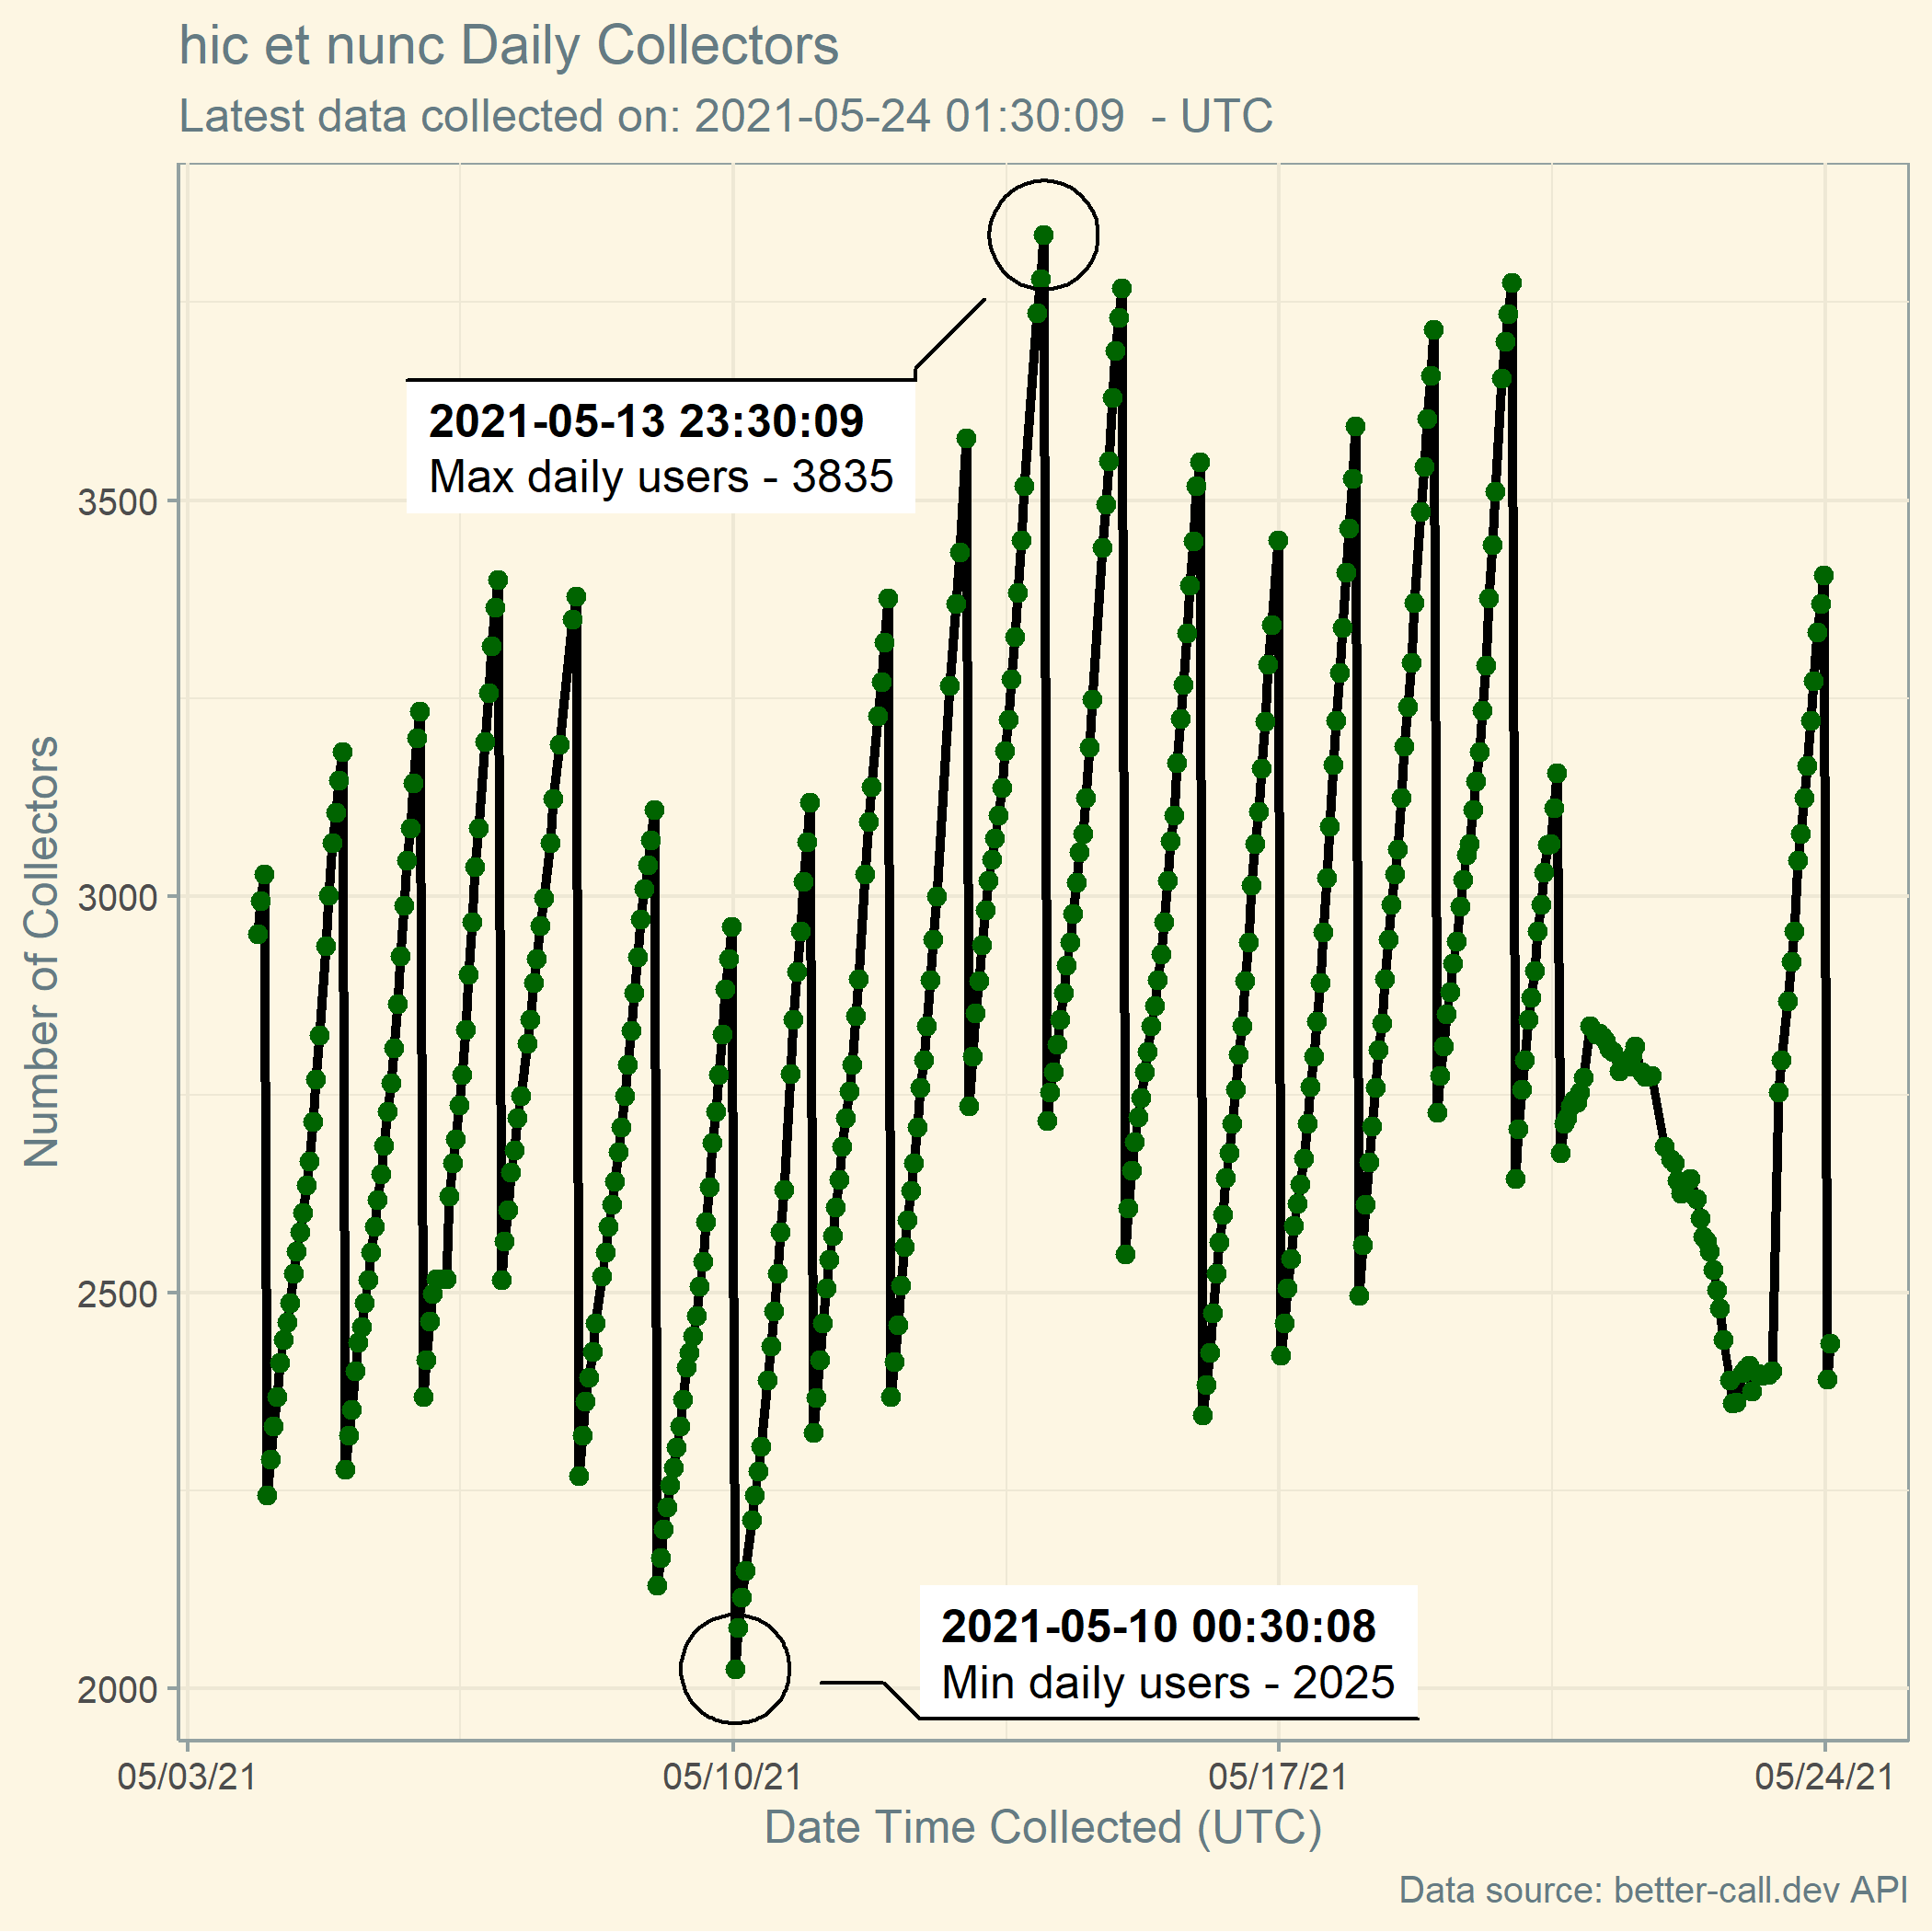 hic et nunc Daily Collectors
Latest data collected on: 2021-05-24 01:30:09  - UTC
2021-05-13 23:30:09
Max daily users - 3835
3500
3000
2500
2000
Number of Collectors
2021-05-10 00:30:08
Min daily users - 2025
05/03/21
05/10/21
05/17/21
05/24/21
Date Time Collected (UTC)
Data source: better-call.dev API